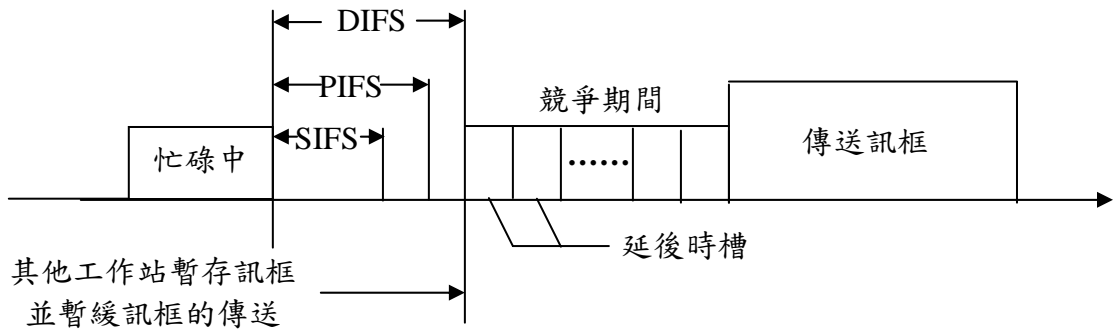 DIFS
PIFS
SIFS
競爭期間
忙碌中
......
傳送訊框
延後時槽
其他工作站暫存訊框
並暫緩訊框的傳送